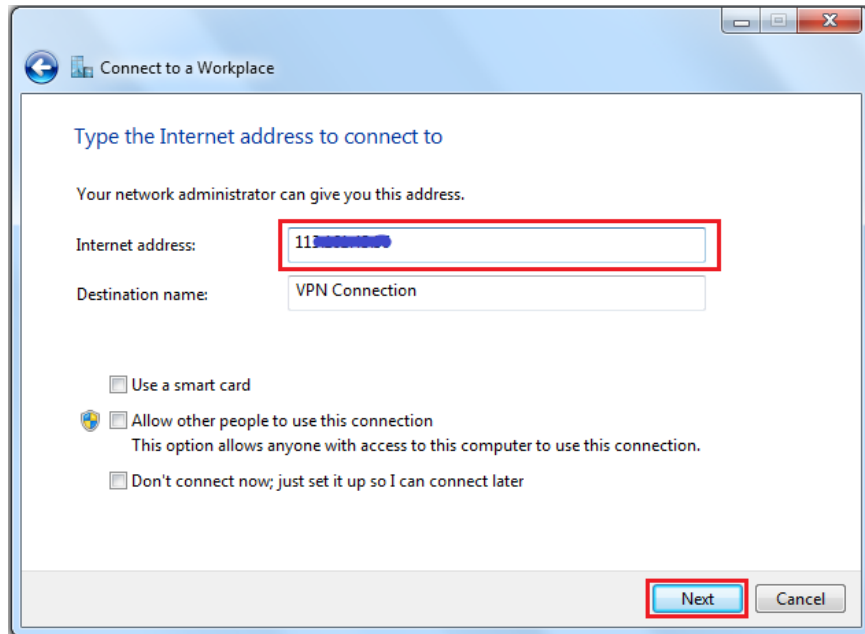 Connect to a Workplace
Type the Internet address to connect to
Your network administrator can give you this address.
Internet address:
Destination name: VPN Connection
Use a smart card
Allow other people to use this connection
This option allows anyone with access to this computer to use this connection.
Don't connect now; just set it up so I can connect later
Next Cancel